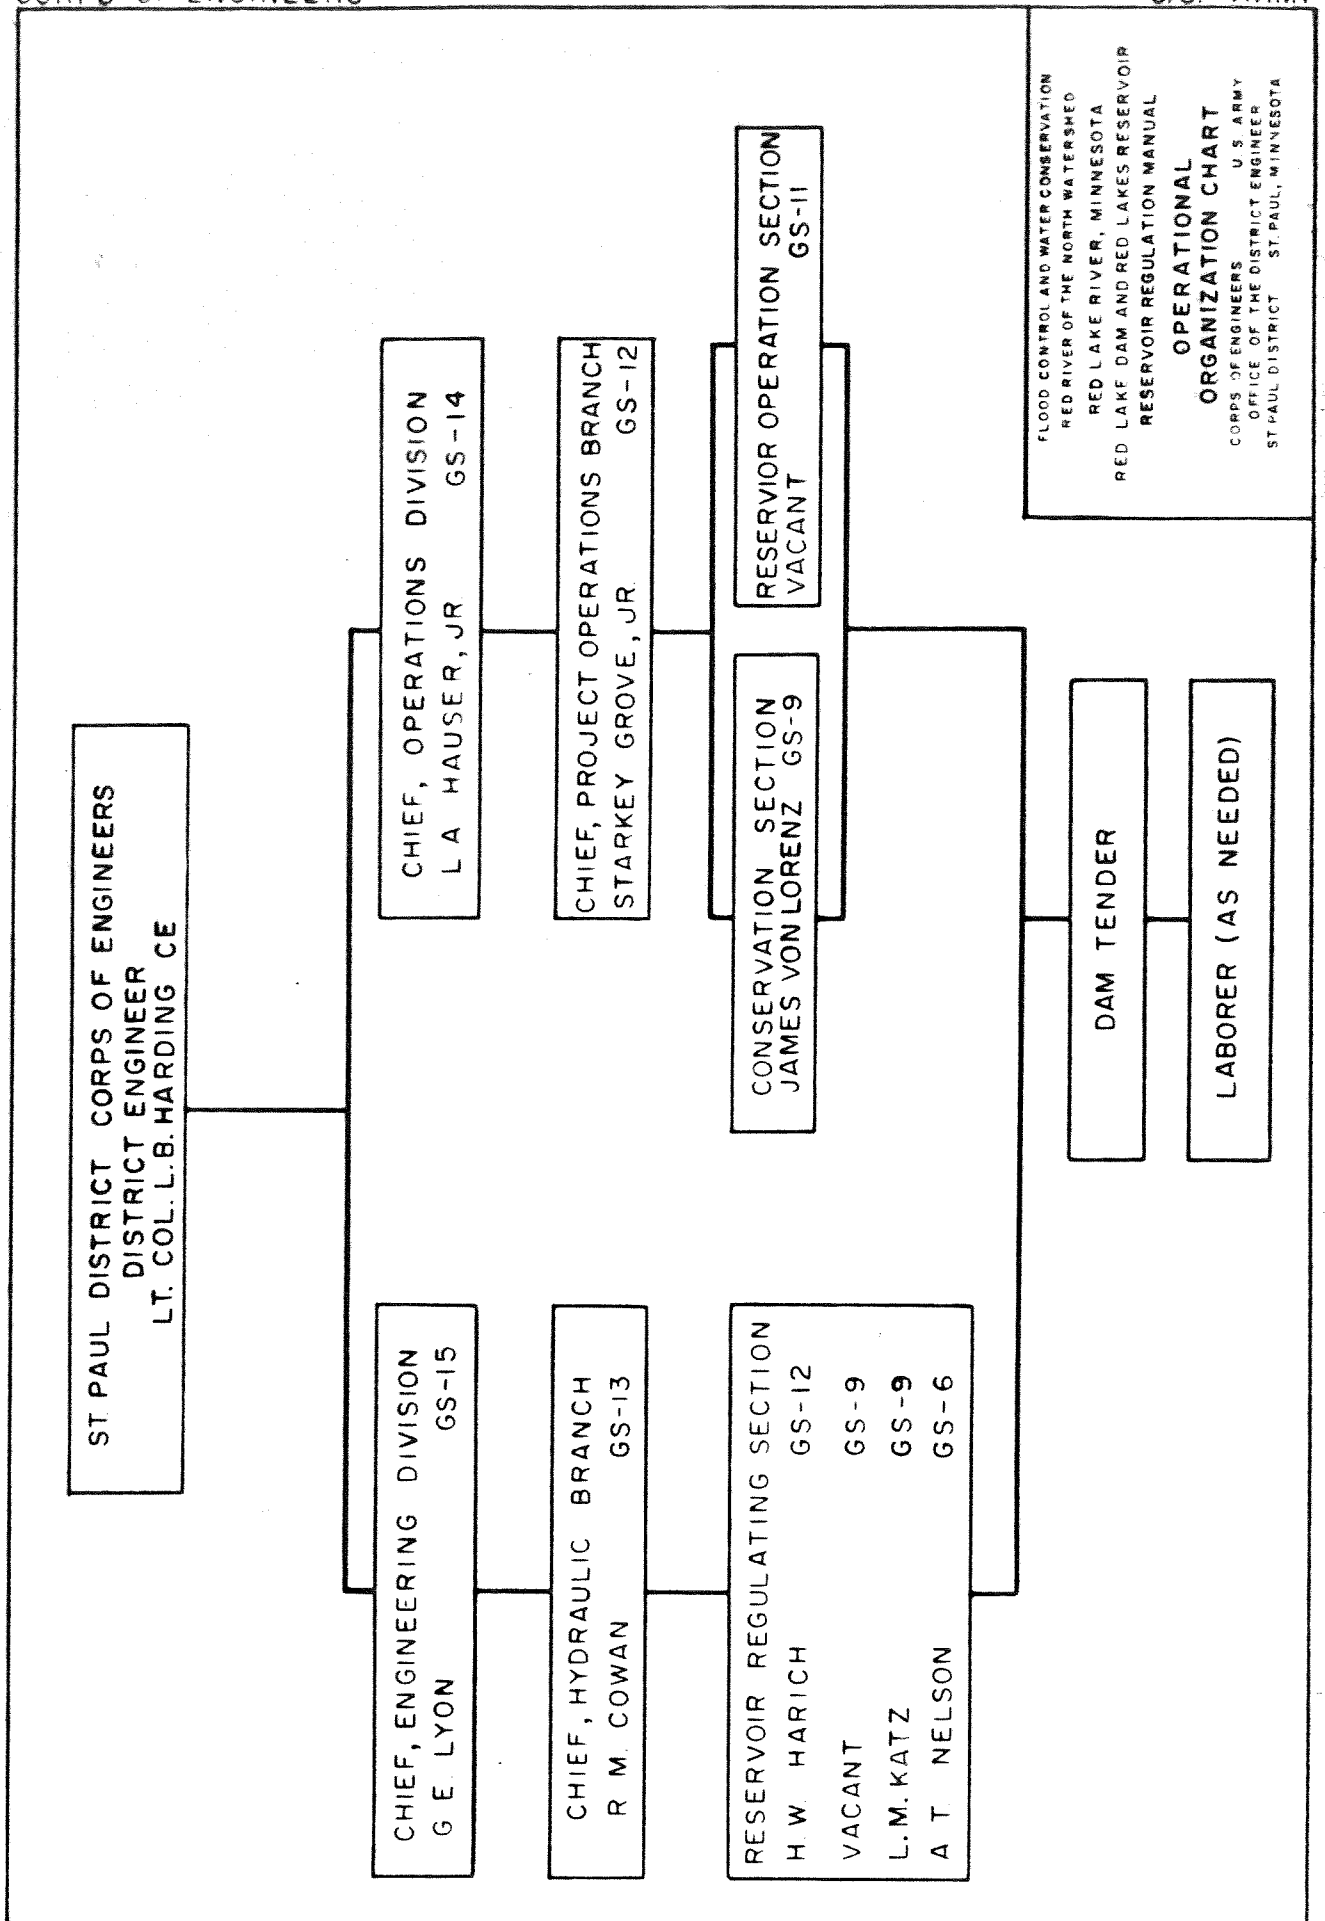 CORPS OF ENGINEERS
U.S. ARMY
ST. PAUL DISTRICT CORPS OF ENGINEERS
DISTRICT ENGINEER
LT. COL. L.B. HARDING CE
CHIEF, ENGINEERING DIVISION
G E LYON GS-15
CHIEF, OPERATIONS DIVISION
L A HAUSER, JR. GS-14
CHIEF, HYDRAULIC BRANCH
R M. COWAN GS-13
CHIEF, PROJECT OPERATIONS BRANCH
STARKEY GROVE, JR. GS-12
RESERVOIR REGULATING SECTION
H.W. HARICH GS-12
VACANT GS-9
L.M. KATZ GS-9
A T. NELSON GS-6
CONSERVATION SECTION
JAMES VON LORENZ GS-9
RESERVIOR OPERATION SECTION
VACANT GS-11
DAM TENDER
LABORER (AS NEEDED)
FLOOD CONTROL AND WATER CONSERVATION
RED RIVER OF THE NORTH WATERSHED
RED LAKE RIVER, MINNESOTA
RED LAKE DAM AND RED LAKES RESERVOIR
RESERVOIR REGULATION MANUAL
OPERATIONAL
ORGANIZATION CHART
CORPS OF ENGINEERS U.S. ARMY
OFFICE OF THE DISTRICT ENGINEER
ST. PAUL DISTRICT ST. PAUL, MINNESOTA